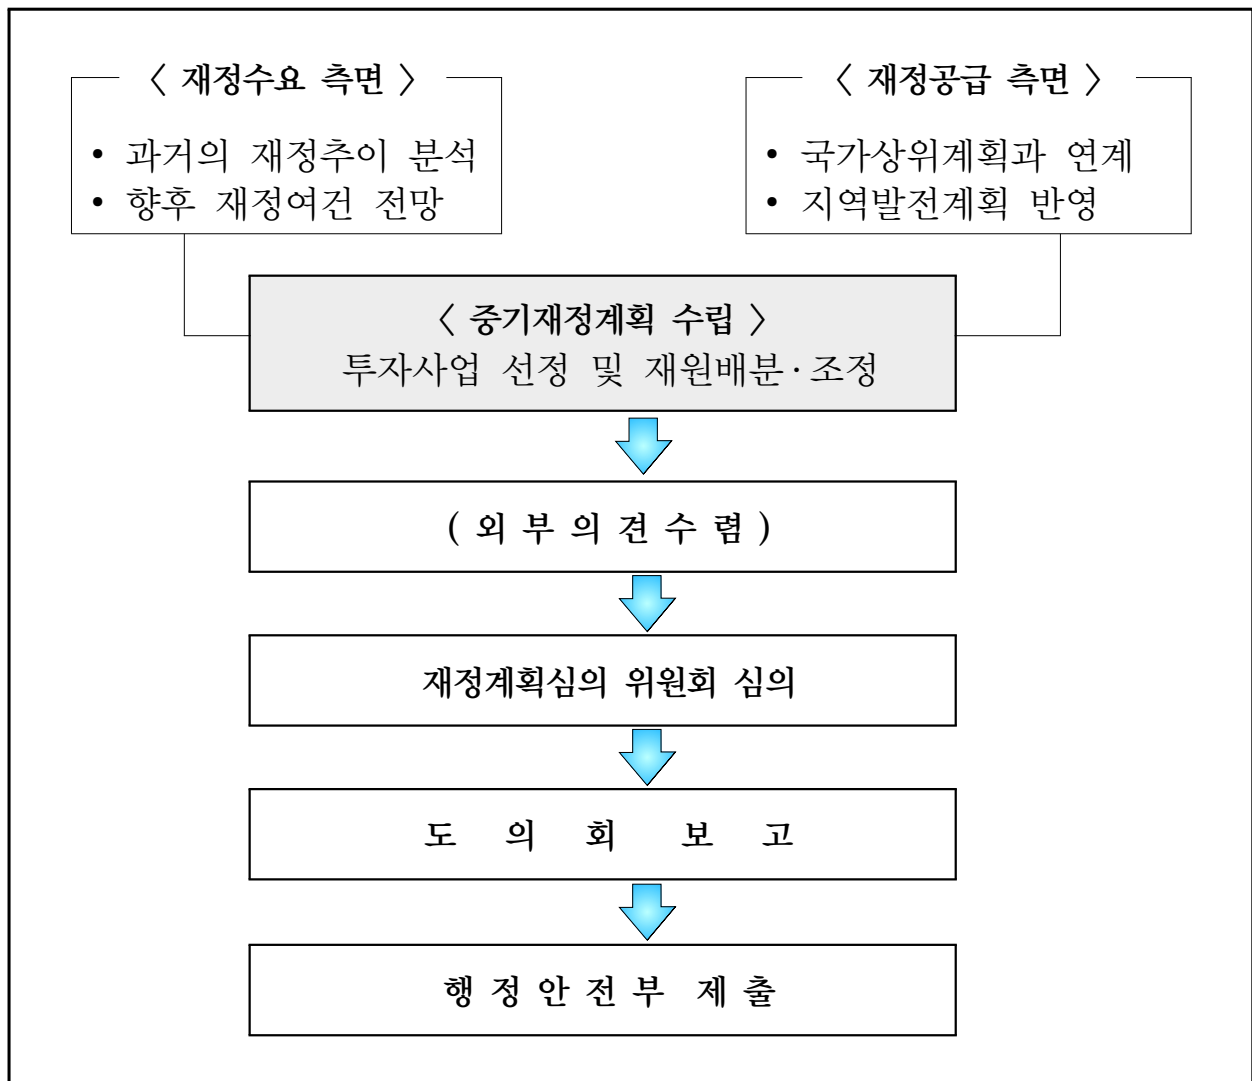 〈 재정수요 측면 〉
• 과거의 재정추이 분석
• 향후 재정여건 전망
〈 재정공급 측면 〉
• 국가상위계획과 연계
• 지역발전계획 반영
〈 중기재정계획 수립 〉
투자사업 선정 및 재원배분·조정
( 외 부 의 견 수 렴 )
재정계획심의 위원회 심의
도 의 회 보 고
행 정 안 전 부 제 출